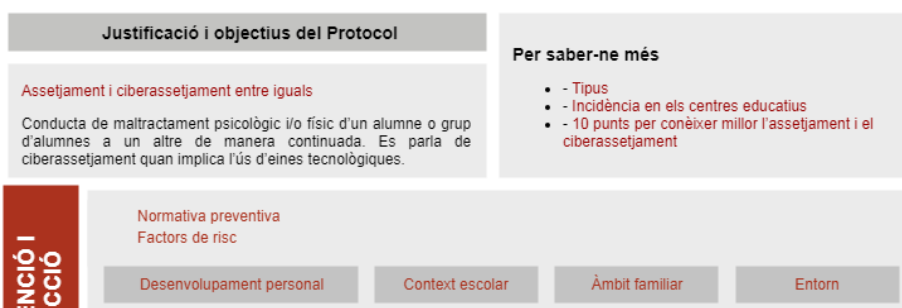 Justificació i objectius del Protocol
Assetjament i ciberassetjament entre iguals
Conducta de maltractament psicològic i/o físic d'un alumne o grup
d'alumnes a un altre de manera continuada. Es parla de
ciberassetjament quan implica l'ús d'eines tecnològiques.
Per saber-ne més
- Tipus
- Incidència en els centres educatius
- 10 punts per conèixer millor l'assetjament i el
ciberassetjament
Normativa preventiva
Factors de risc
Desenvolupament personal
Context escolar
Àmbit familiar
Entorn